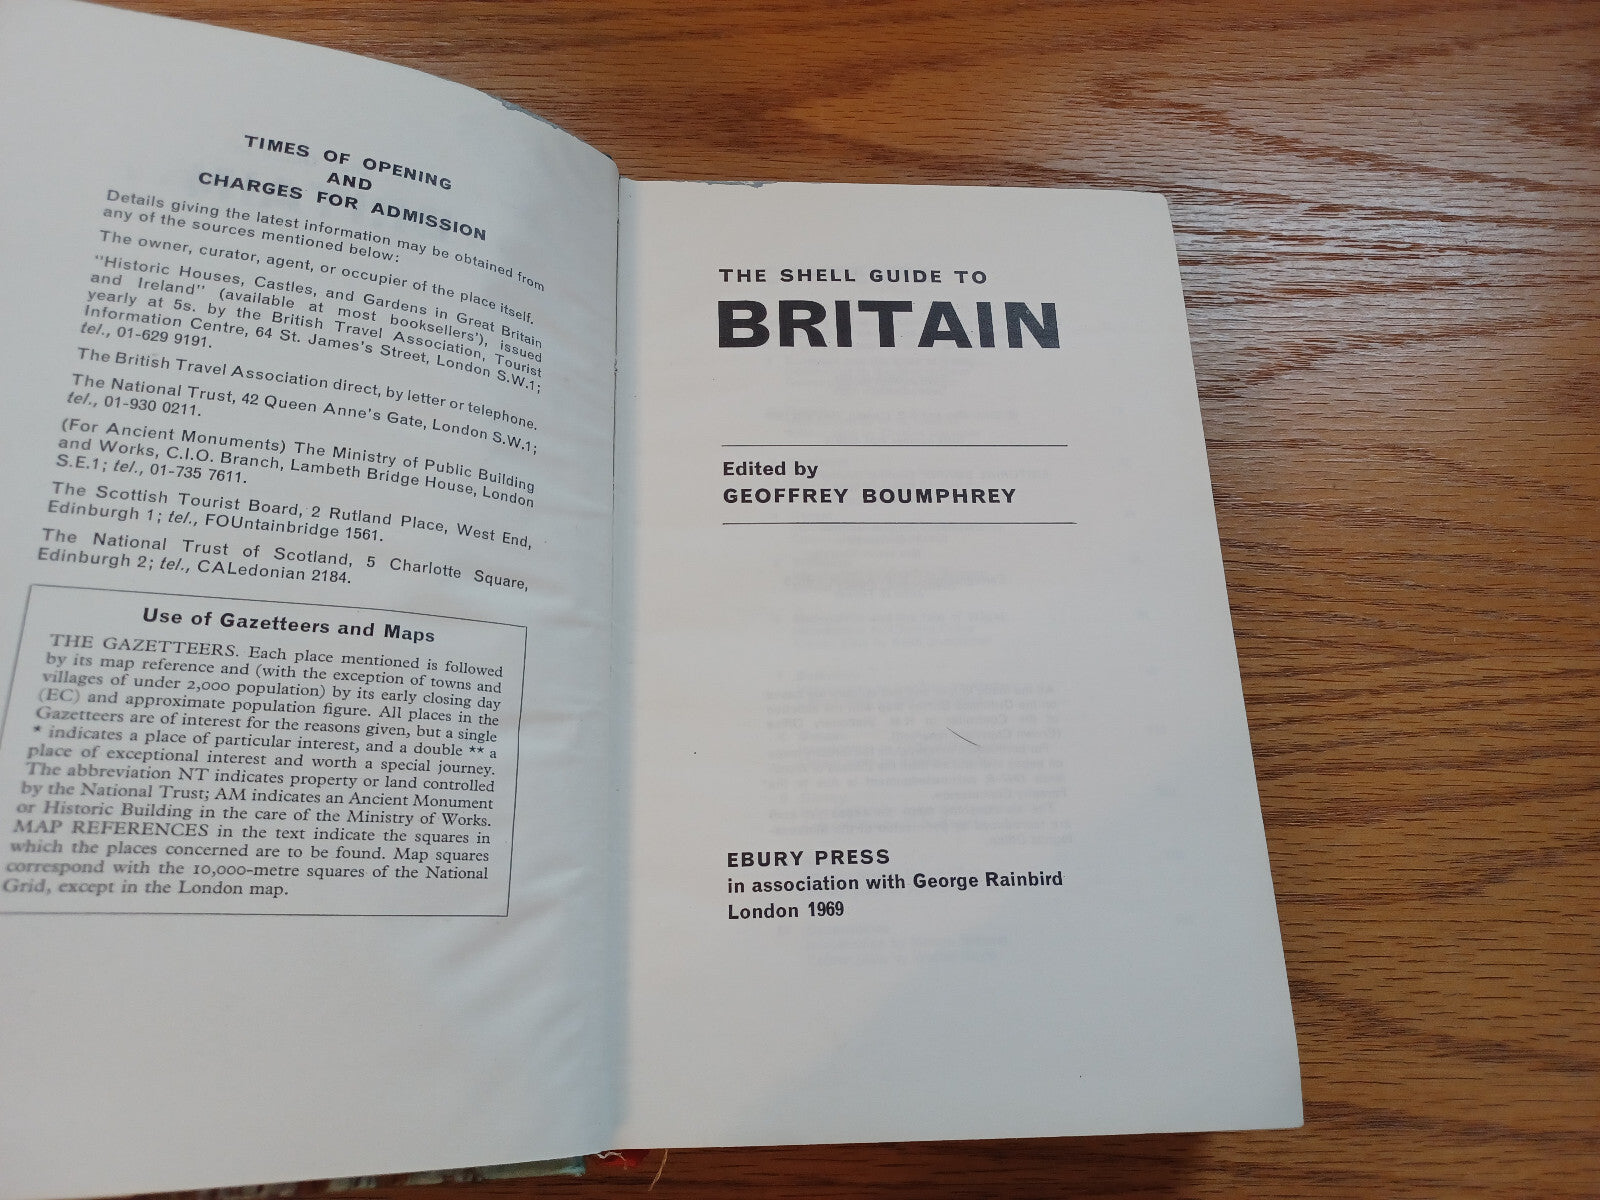 TIMES OF OPENING
AND
CHARGES FOR ADMISSION
Details giving the latest information may be obtained from
any of the sources mentioned below:
The owner, curator, agent, or occupier of the place itself.
"Historic Houses, Castles, and Gardens in Great Britain
and Ireland" (available at most booksellers'), issued
yearly at 5s. by the British Travel Association, Tourist
Information Centre, 64 St. James's Street, London S.W.1;
tel., 01-629 9191.
The British Travel Association direct, by letter or telephone.
The National Trust, 42 Queen Anne's Gate, London S.W.1;
tel., 01-930 0211.
(For Ancient Monuments) The Ministry of Public Building
and Works, C.I.O. Branch, Lambeth Bridge House, London
S.E.1; tel., 01-735 7611.
The Scottish Tourist Board, 2 Rutland Place, West End,
Edinburgh 1; tel., FOUntainbridge 1561.
The National Trust of Scotland, 5 Charlotte Square,
Edinburgh 2; tel., CALedonian 2184.
Use of Gazetteers and Maps
THE GAZETTEERS. Each place mentioned is followed
by its map reference and (with the exception of towns and
villages of under 2,000 population) by its early closing day
(EC) and approximate population figure. All places in the
Gazetteers are of interest for the reasons given, but a single
* indicates a place of particular interest, and a double ** a
place of exceptional interest and worth a special journey.
The abbreviation NT indicates property or land controlled
by the National Trust; AM indicates an Ancient Monument
or Historic Building in the care of the Ministry of Works.
MAP REFERENCES in the text indicate the squares in
which the places concerned are to be found. Map squares
correspond with the 10,000-metre squares of the National
Grid, except in the London map.
THE SHELL GUIDE TO
BRITAIN
Edited by
GEOFFREY BOUMPHREY
EBURY PRESS
in association with George Rainbird
London 1969